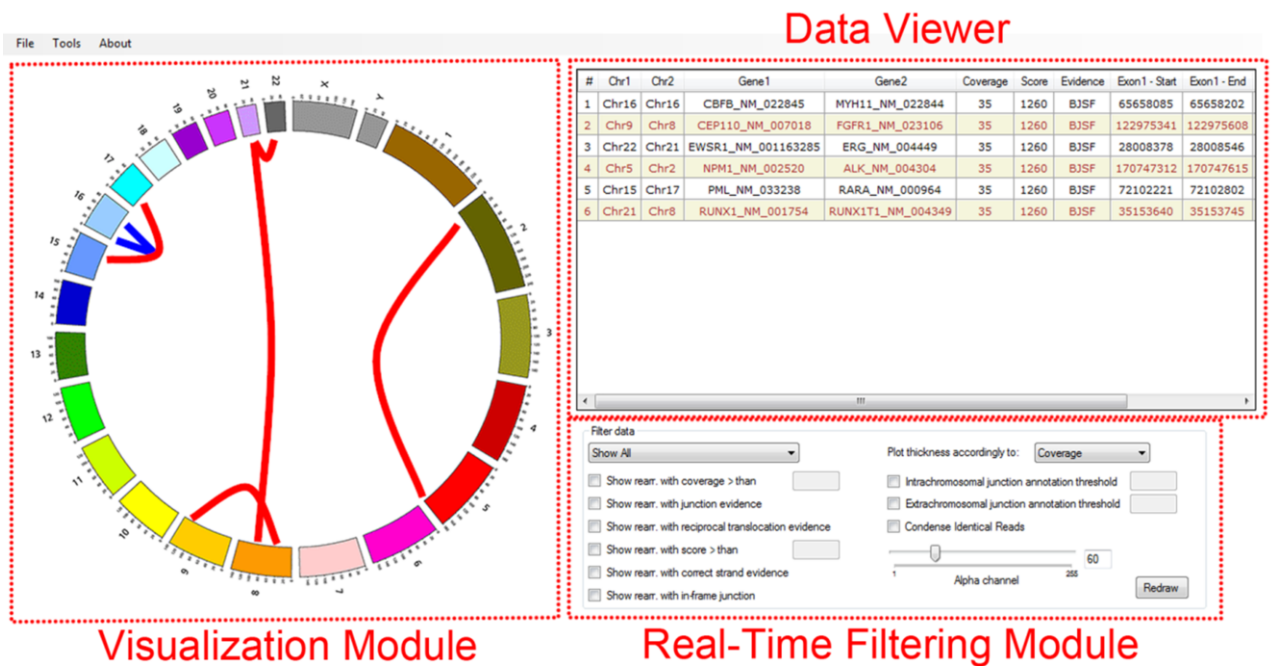 Data Viewer
File Tools About
# Chr1 Chr2 Gene1 Gene2 Coverage Score Evidence Exon1 - Start Exon1 - End
1 Chr16 Chr16 CBFB_NM_022845 MYH11_NM_022844 35 1260 BJSF 65658085 65658202
2 Chr9 Chr8 CEP110_NM_007018 FGFR1_NM_023106 35 1260 BJSF 122975341 122975608
3 Chr22 Chr21 EWSR1_NM_001163285 ERG_NM_004449 35 1260 BJSF 28008378 28008546
4 Chr5 Chr2 NPM1_NM_002520 ALK_NM_004304 35 1260 BJSF 170747312 170747615
5 Chr15 Chr17 PML_NM_033238 RARA_NM_000964 35 1260 BJSF 72102221 72102802
6 Chr21 Chr8 RUNX1_NM_001754 RUNX1T1_NM_004349 35 1260 BJSF 35153640 35153745
X
Y
1
2
3
4
5
6
7
8
9
10
11
12
13
14
15
16
17
18
19
20
21
22
Filter data
Show All
Plot thickness accordingly to: Coverage
Show rearr. with coverage > than
Intrachromosomal junction annotation threshold
Show rearr. with junction evidence
Extrachromosomal junction annotation threshold
Show rearr. with reciprocal translocation evidence
Condense Identical Reads
Show rearr. with score > than
60
1 255
Alpha channel
Show rearr. with correct strand evidence
Redraw
Show rearr. with in-frame junction
Visualization Module
Real-Time Filtering Module